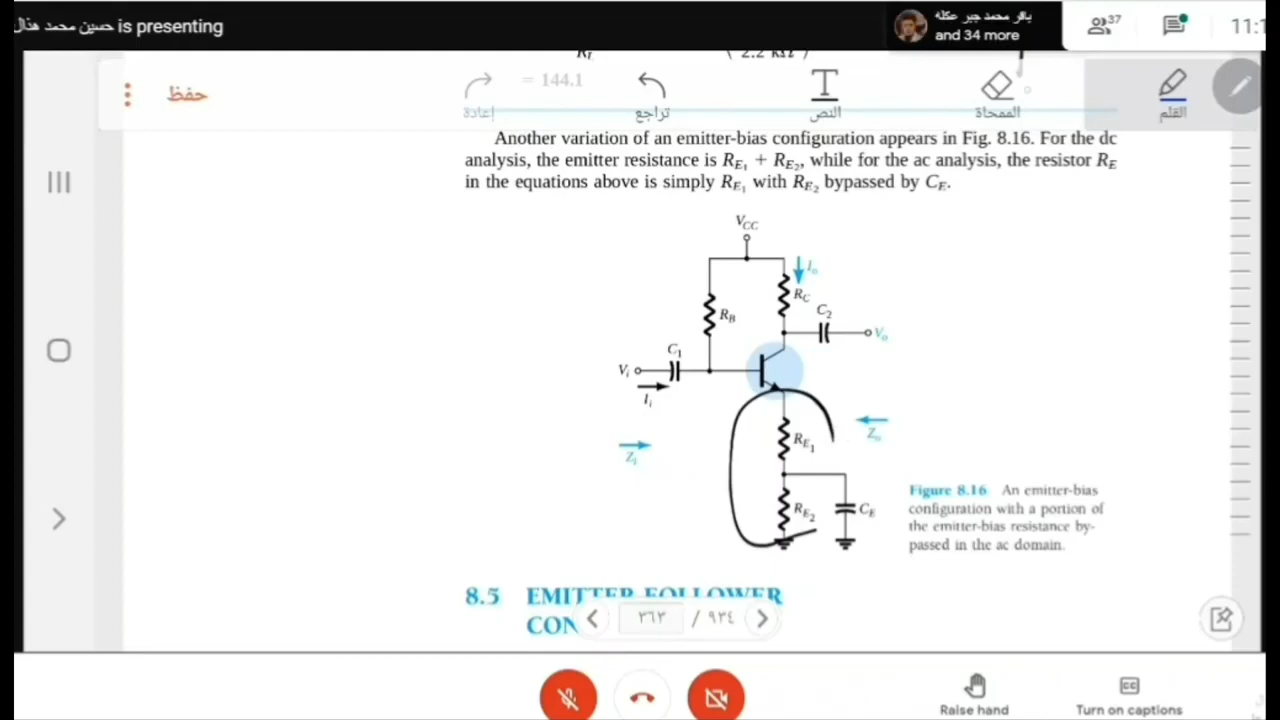 حسين محمد هذال is presenting
باقر محمد جبر عكله
and 34 more
37
= 144.1
حفظ
إعادة
تراجع
النص
الممحاة
القلم
Another variation of an emitter-bias configuration appears in Fig. 8.16. For the dc
analysis, the emitter resistance is RE1 + RE2, while for the ac analysis, the resistor RE
in the equations above is simply RE1 with RE2 bypassed by CE.
VCC
Io
RC
C2
RB
Vo
C1
Vi
Ii
RE1
Zo
Zi
RE2
CE
Figure 8.16 An emitter-bias
configuration with a portion of
the emitter-bias resistance by-
passed in the ac domain.
8.5 EMITTER-FOLLOWER
CON
٣٦٣ / ٩٣٤
Raise hand
Turn on captions